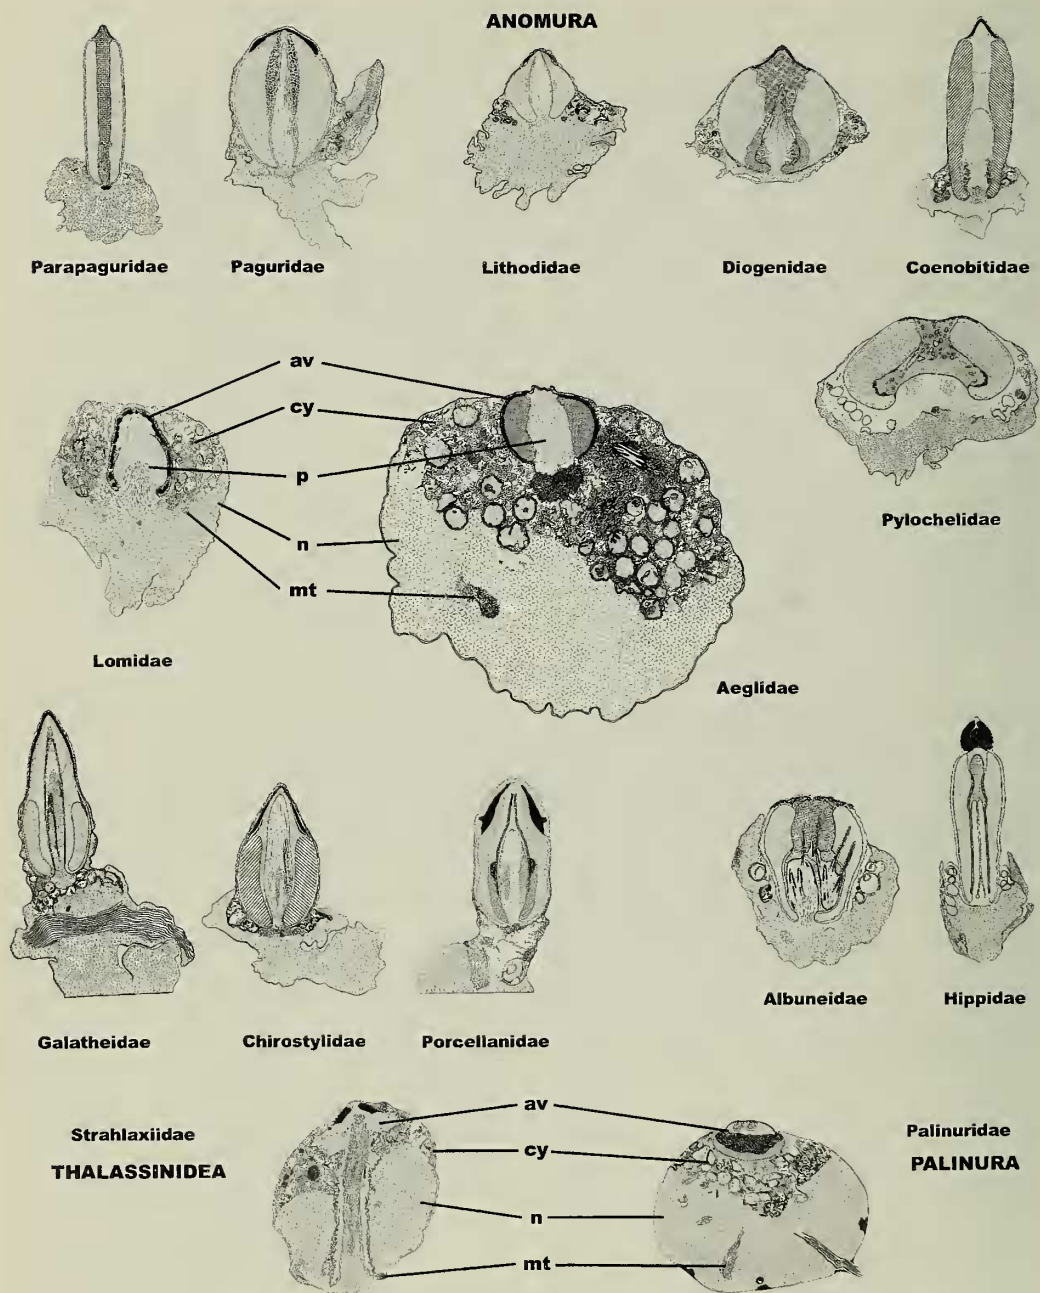 ANOMURA
Parapaguridae
Paguridae
Lithodidae
Diogenidae
Coenobitidae
av
cy
p
n
mt
Pylochelidae
Lomidae
Aeglidae
Galatheidae
Chirostylidae
Porcellanidae
Albuneidae
Hippidae
Strahlaxiidae
THALASSINIDEA
av
cy
n
mt
Palinuridae
PALINURA